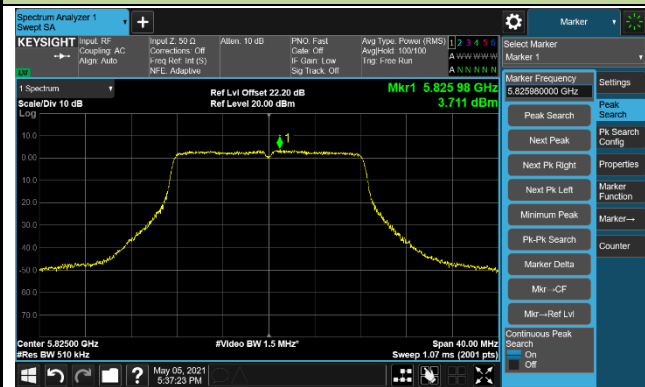 Spectrum Analyzer 1
Swept SA
Marker
KEYSIGHT
Input: RF
Coupling: AC
Align: Auto
Input Z: 50 Ω
Corrections: Off
Freq Ref: Int (S)
NFE: Adaptive
Atten: 10 dB
PNO: Fast
Gate: Off
IF Gain: Low
Sig Track: Off
Avg Type: Power (RMS)
Avg|Hold: 100/100
Trig: Free Run
1 2 3 4 5 6
A W W W W W
A N N N N N
Select Marker
Marker 1
LW
1 Spectrum
Scale/Div 10 dB
Log
Ref Lvl Offset 22.20 dB
Ref Level 20.00 dBm
Mkr1 5.825 98 GHz
3.711 dBm
1
10.0
0.00
10.0
20.0
30.0
40.0
50.0
60.0
70.0
Center 5.82500 GHz
#Res BW 510 kHz
#Video BW 1.5 MHz*
Span 40.00 MHz
Sweep 1.07 ms (2001 pts)
Marker Frequency
5.825980000 GHz
Peak Search
Next Peak
Next Pk Right
Next Pk Left
Minimum Peak
Pk-Pk Search
Marker Delta
Mkr→CF
Mkr→Ref Lvl
Continuous Peak
Search
On
Off
Settings
Peak
Search
Pk Search
Config
Properties
Marker
Function
Marker→
Counter
?
May 05, 2021
5:37:23 PM